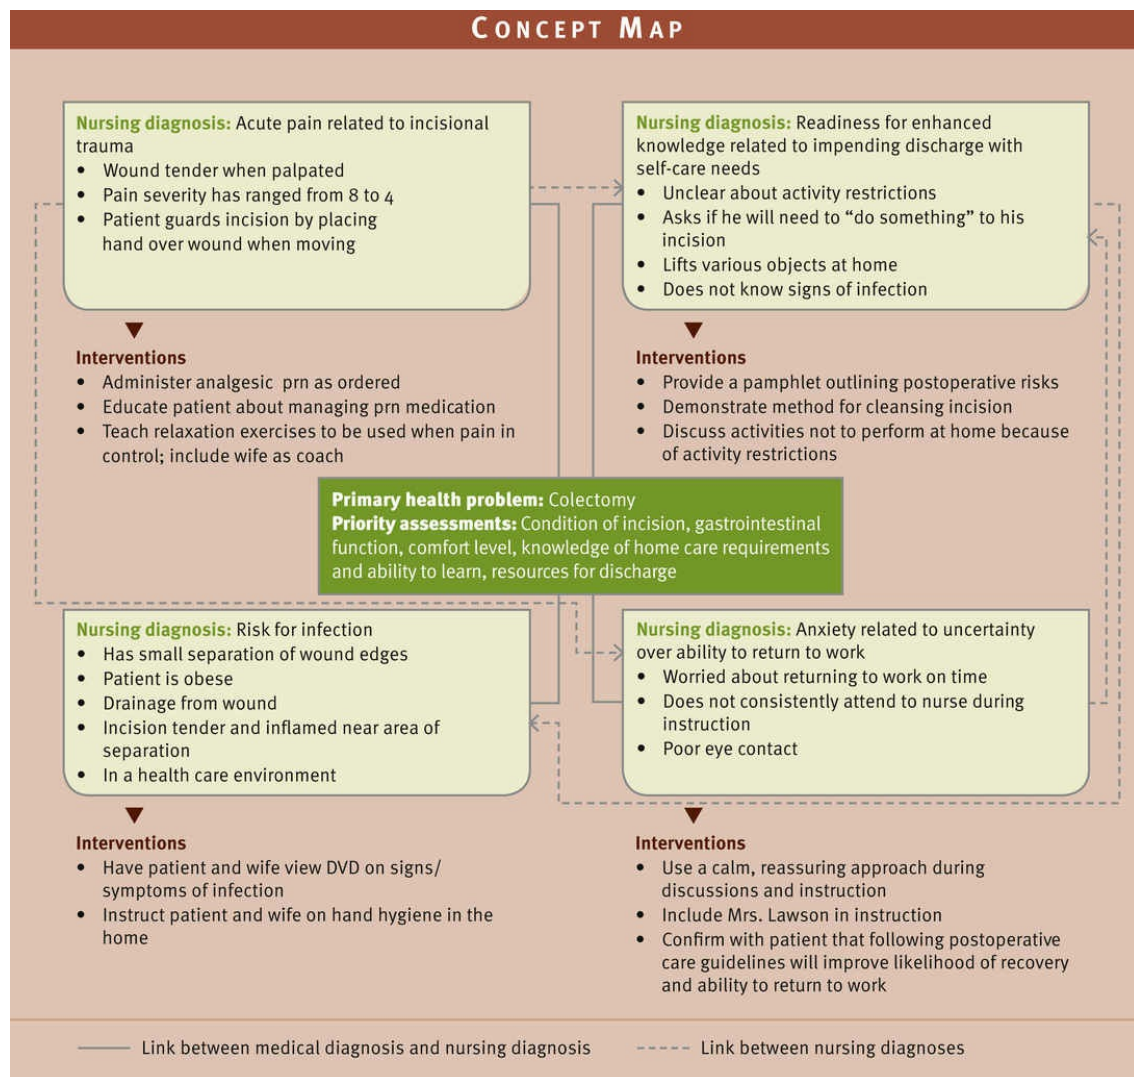 CONCEPT MAP
Nursing diagnosis: Acute pain related to incisional
trauma
• Wound tender when palpated
• Pain severity has ranged from 8 to 4
• Patient guards incision by placing
hand over wound when moving
Interventions
• Administer analgesic prn as ordered
• Educate patient about managing prn medication
• Teach relaxation exercises to be used when pain in
control; include wife as coach
Nursing diagnosis: Readiness for enhanced
knowledge related to impending discharge with
self-care needs
• Unclear about activity restrictions
• Asks if he will need to “do something” to his
incision
• Lifts various objects at home
• Does not know signs of infection
Interventions
• Provide a pamphlet outlining postoperative risks
• Demonstrate method for cleansing incision
• Discuss activities not to perform at home because
of activity restrictions
Primary health problem: Colectomy
Priority assessments: Condition of incision, gastrointestinal
function, comfort level, knowledge of home care requirements
and ability to learn, resources for discharge
Nursing diagnosis: Risk for infection
• Has small separation of wound edges
• Patient is obese
• Drainage from wound
• Incision tender and inflamed near area of
separation
• In a health care environment
Interventions
• Have patient and wife view DVD on signs/
symptoms of infection
• Instruct patient and wife on hand hygiene in the
home
Nursing diagnosis: Anxiety related to uncertainty
over ability to return to work
• Worried about returning to work on time
• Does not consistently attend to nurse during
instruction
• Poor eye contact
Interventions
• Use a calm, reassuring approach during
discussions and instruction
• Include Mrs. Lawson in instruction
• Confirm with patient that following postoperative
care guidelines will improve likelihood of recovery
and ability to return to work
Link between medical diagnosis and nursing diagnosis
Link between nursing diagnoses